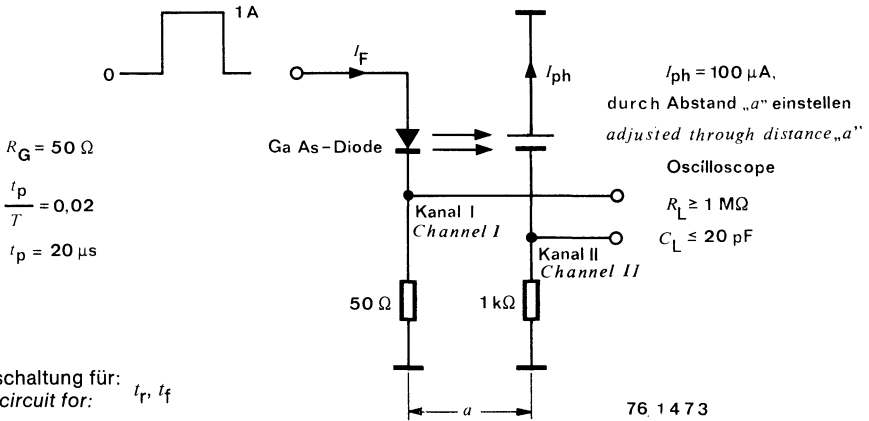 1A
0
I_F
I_ph
I_ph = 100 µA,
durch Abstand „a” einstellen
adjusted through distance „a”
Ga As-Diode
Oscilloscope
R_G = 50 Ω
t_p
/T = 0,02
t_p = 20 µs
R_L ≥ 1 MΩ
C_L ≤ 20 pF
Kanal I
Channel I
Kanal II
Channel II
50 Ω
1 kΩ
schaltung für:
circuit for:
t_r, t_f
a
76 1473